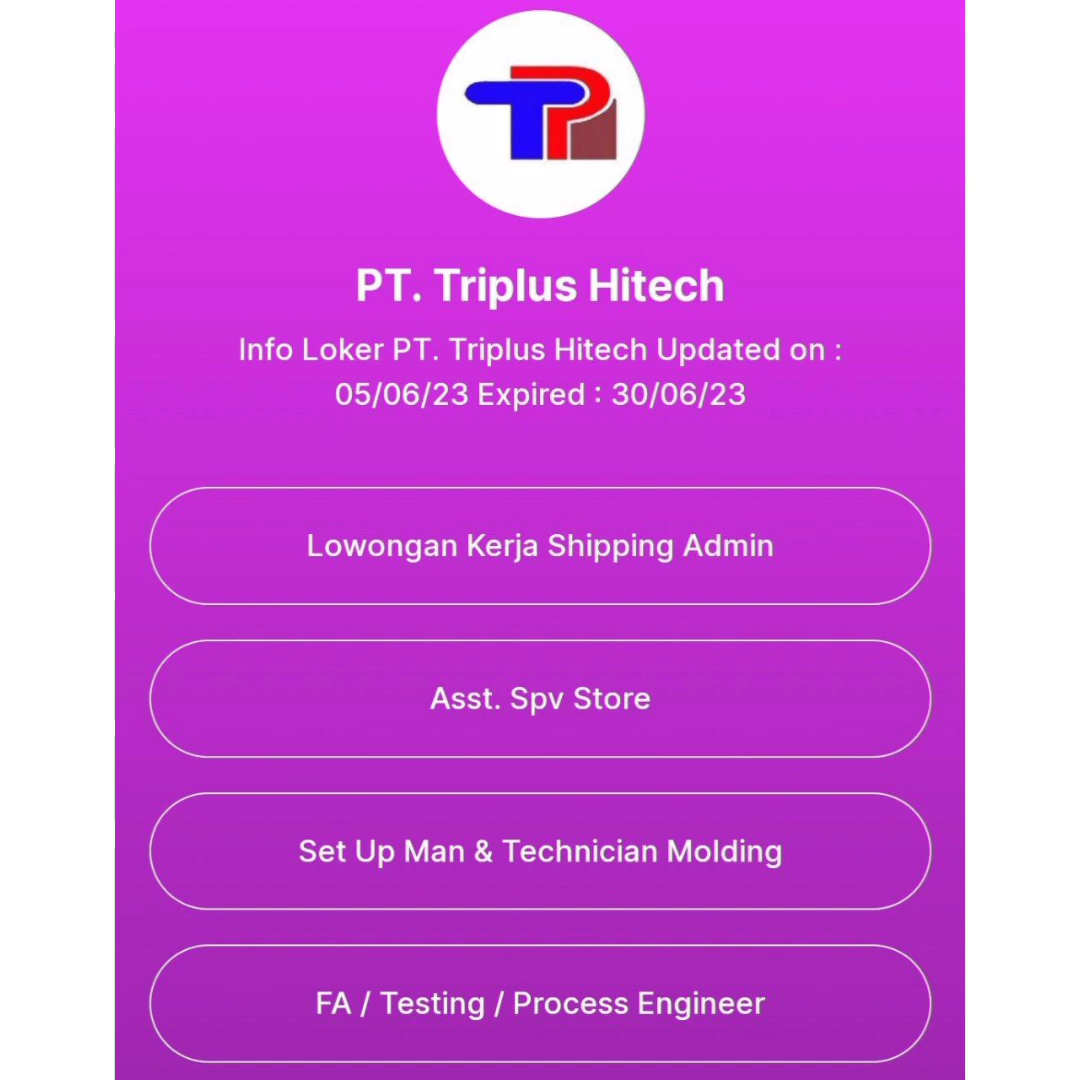 PT. Triplus Hitech
Info Loker PT. Triplus Hitech Updated on :
05/06/23 Expired : 30/06/23
Lowongan Kerja Shipping Admin
Asst. Spv Store
Set Up Man & Technician Molding
FA / Testing / Process Engineer